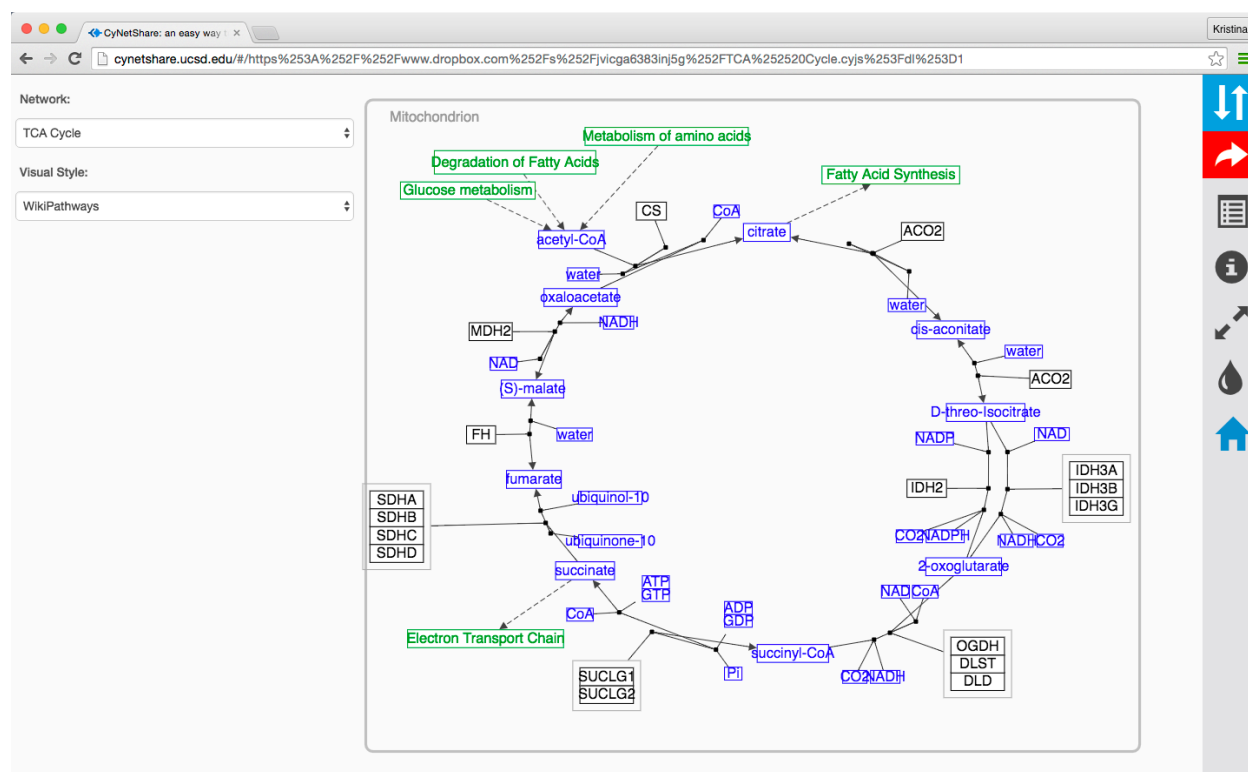 CyNetShare: an easy way
Kristina
cynetshare.ucsd.edu/#/https%253A%252F%252Fwww.dropbox.com%252Fs%252Fjvicga6383inj5g%252FTCA%252520Cycle.cyjs%253Fdl%253D1
Network:
TCA Cycle
Visual Style:
WikiPathways
Mitochondrion
Metabolism of amino acids
Degradation of Fatty Acids
Glucose metabolism
Fatty Acid Synthesis
CS
CoA
acetyl-CoA
citrate
ACO2
water
oxaloacetate
water
NADH
MDH2
dis-aconitate
NAD
water
(S)-malate
ACO2
D-threo-Isocitrate
FH
water
NADP
NAD
fumarate
IDH2
IDH3A
IDH3B
IDH3G
SDHA
SDHB
SDHC
SDHD
ubiquinol-10
ubiquinone-10
CO2
NADPH
NADH
CO2
succinate
2-oxoglutarate
ATP
GTP
NAD
CoA
CoA
ADP
GDP
Electron Transport Chain
succinyl-CoA
OGDH
DLST
DLD
SUCLG1
SUCLG2
Pi
CO2
NADH